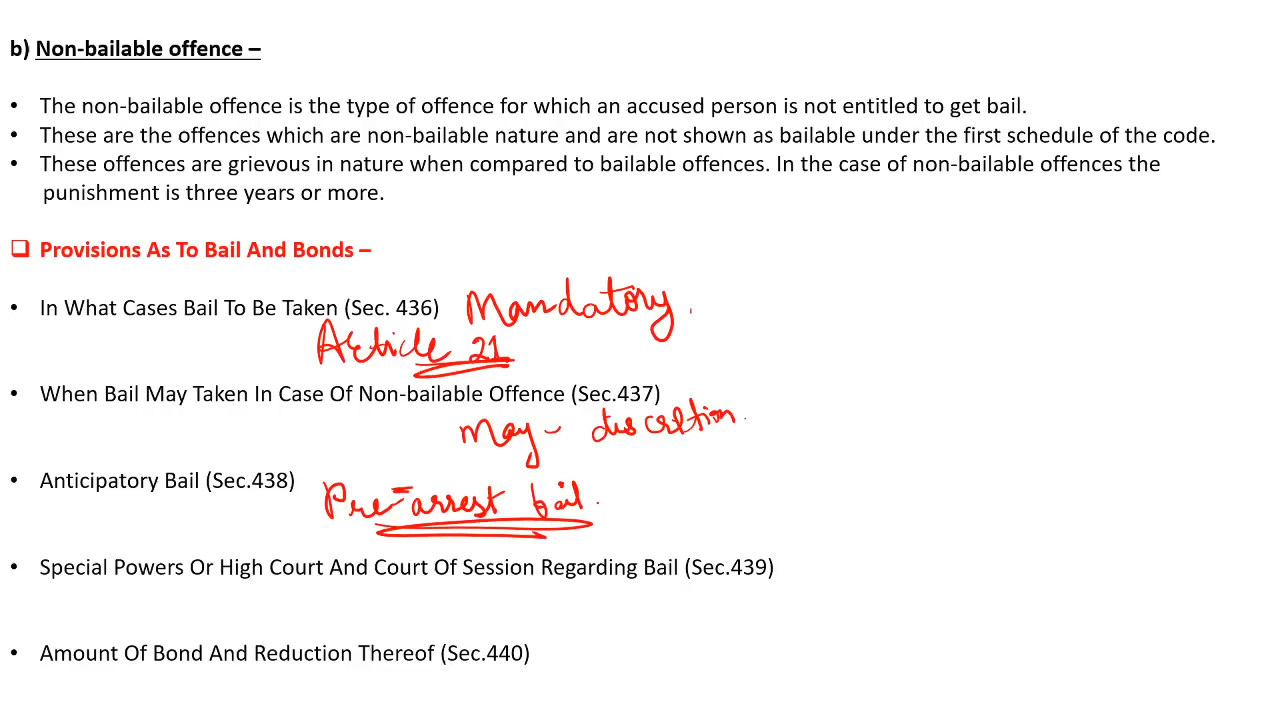 b) Non-bailable offence –
• The non-bailable offence is the type of offence for which an accused person is not entitled to get bail.
• These are the offences which are non-bailable nature and are not shown as bailable under the first schedule of the code.
• These offences are grievous in nature when compared to bailable offences. In the case of non-bailable offences the
punishment is three years or more.
❑ Provisions As To Bail And Bonds –
• In What Cases Bail To Be Taken (Sec. 436) Mandatory.
Article 21
• When Bail May Taken In Case Of Non-bailable Offence (Sec.437)
May – discretion.
• Anticipatory Bail (Sec.438)
Pre-arrest bail.
• Special Powers Or High Court And Court Of Session Regarding Bail (Sec.439)
• Amount Of Bond And Reduction Thereof (Sec.440)